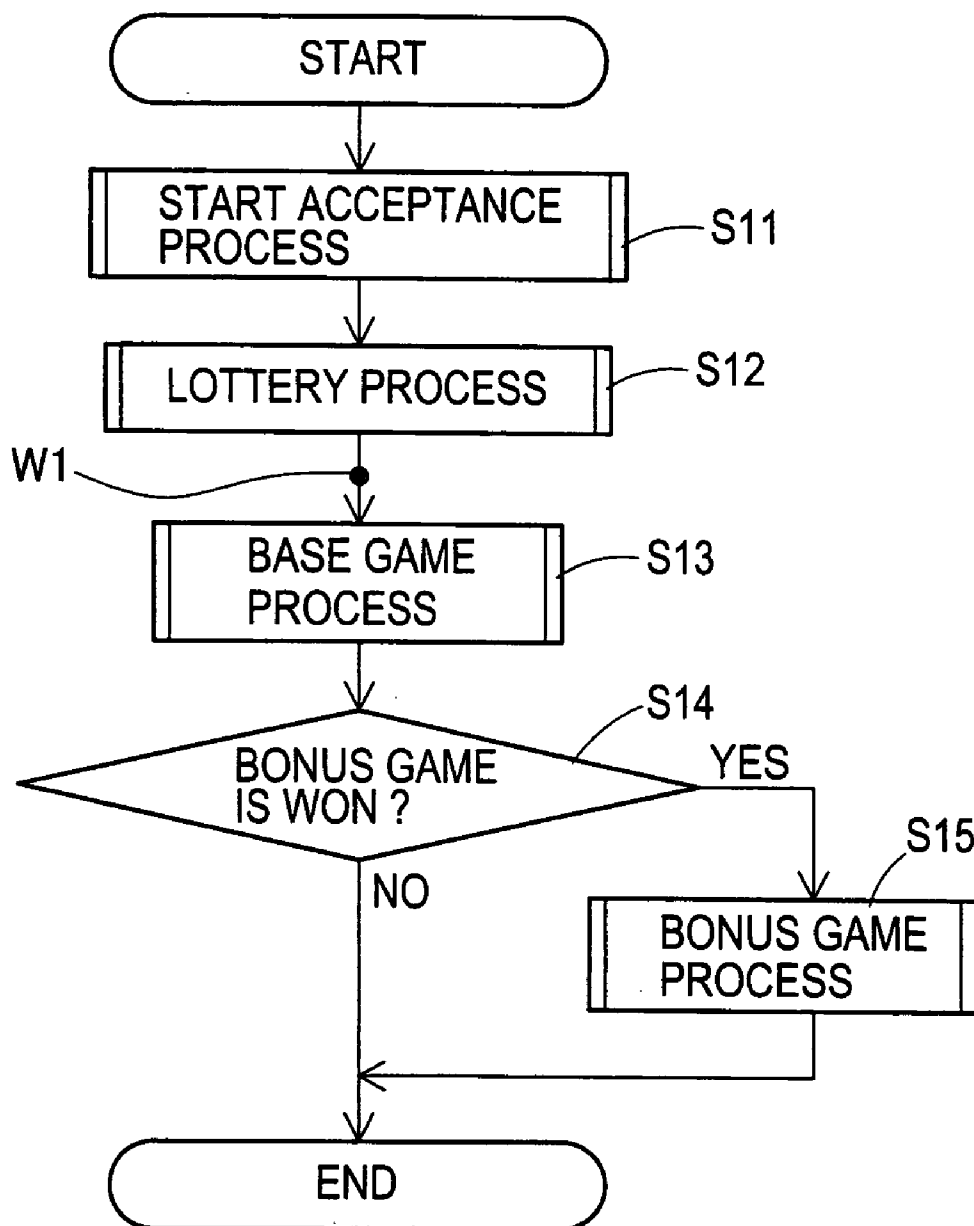 START
START ACCEPTANCE
PROCESS
S11
LOTTERY PROCESS
S12
W1
BASE GAME
PROCESS
S13
S14
BONUS GAME
IS WON ?
YES
NO
S15
BONUS GAME
PROCESS
END